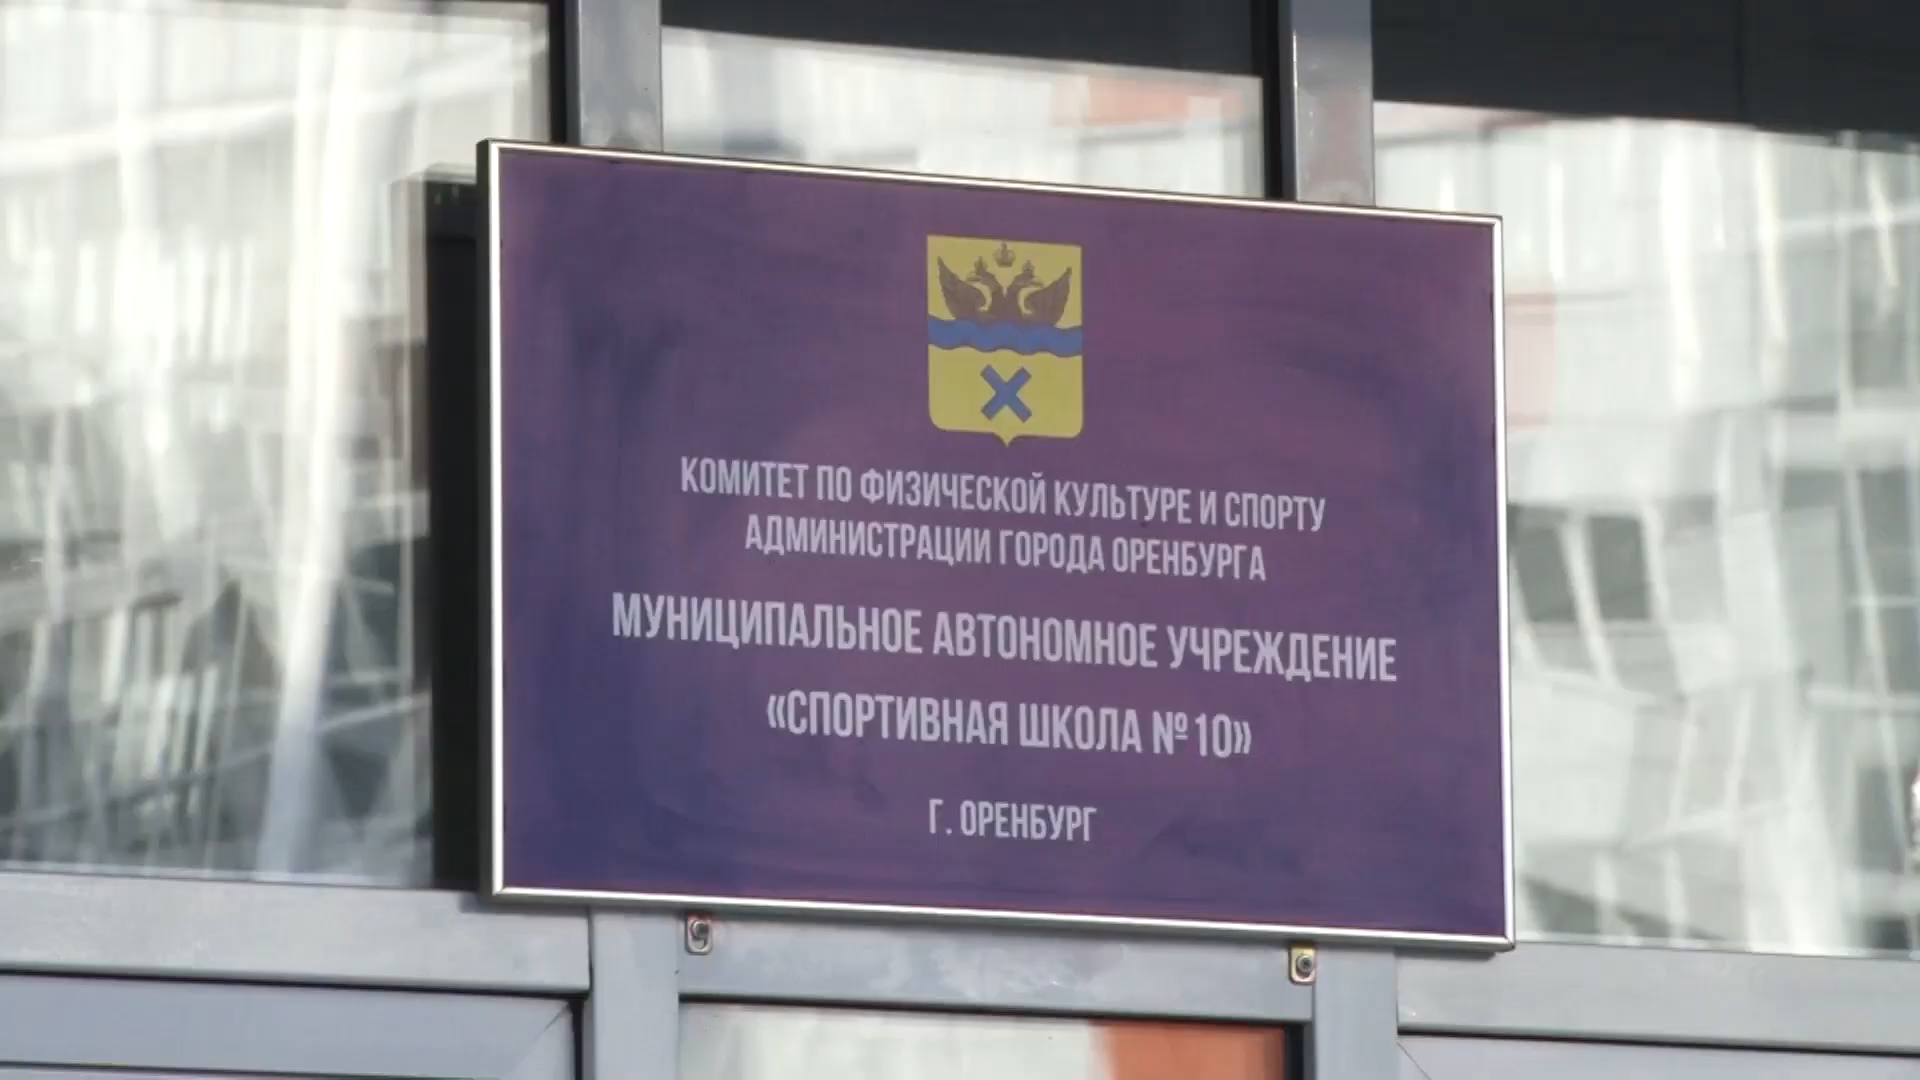 КОМИТЕТ ПО ФИЗИЧЕСКОЙ КУЛЬТУРЕ И СПОРТУ
АДМИНИСТРАЦИИ ГОРОДА ОРЕНБУРГА
МУНИЦИПАЛЬНОЕ АВТОНОМНОЕ УЧРЕЖДЕНИЕ
«СПОРТИВНАЯ ШКОЛА №10»
Г. ОРЕНБУРГ